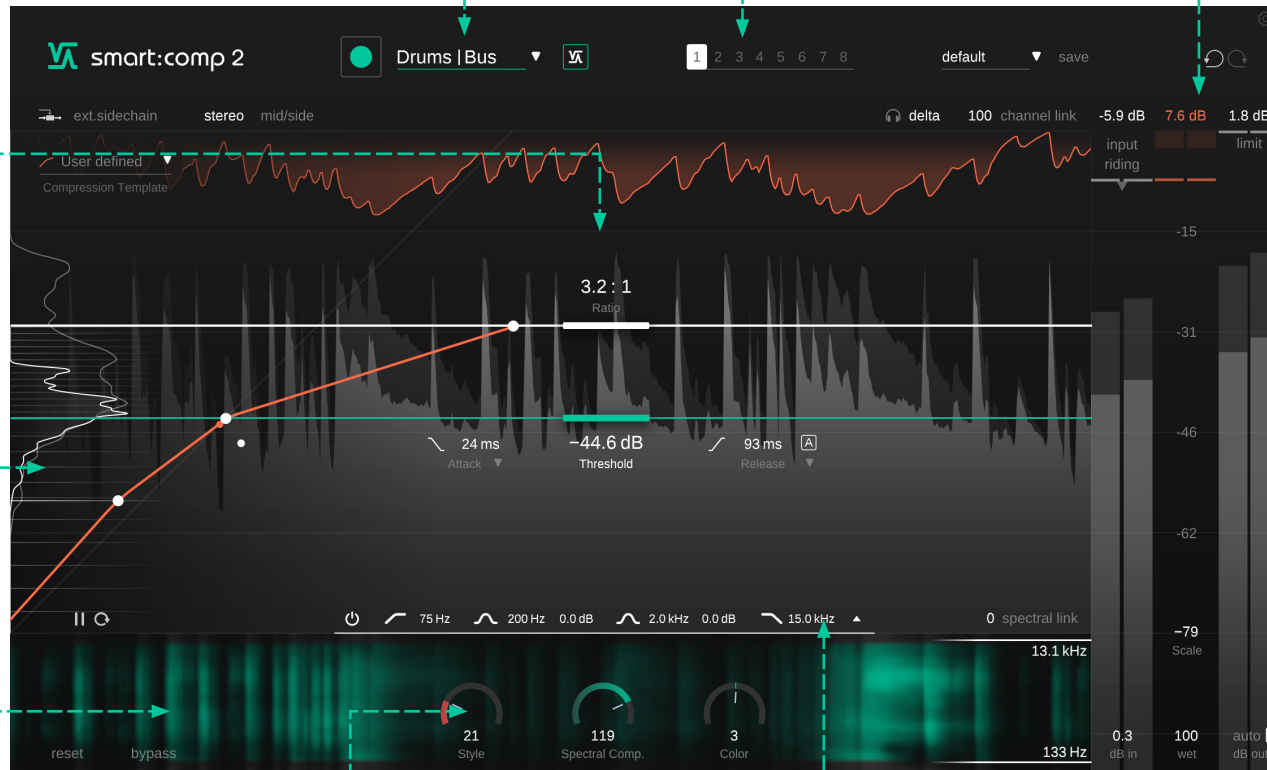 smart:comp 2
Drums | Bus
1 2 3 4 5 6 7 8
default
save
ext.sidechain
stereo
mid/side
delta
100 channel link
-5.9 dB
7.6 dB
1.8 dB
input
riding
limit
User defined
Compression Template
-15
3.2 : 1
Ratio
-31
-46
24 ms
Attack
−44.6 dB
Threshold
93 ms
A
Release
-62
75 Hz
200 Hz 0.0 dB
2.0 kHz 0.0 dB
15.0 kHz
0 spectral link
−79
Scale
13.1 kHz
21
Style
119
Spectral Comp.
3
Color
reset
bypass
133 Hz
0.3
dB in
100
wet
auto
dB out